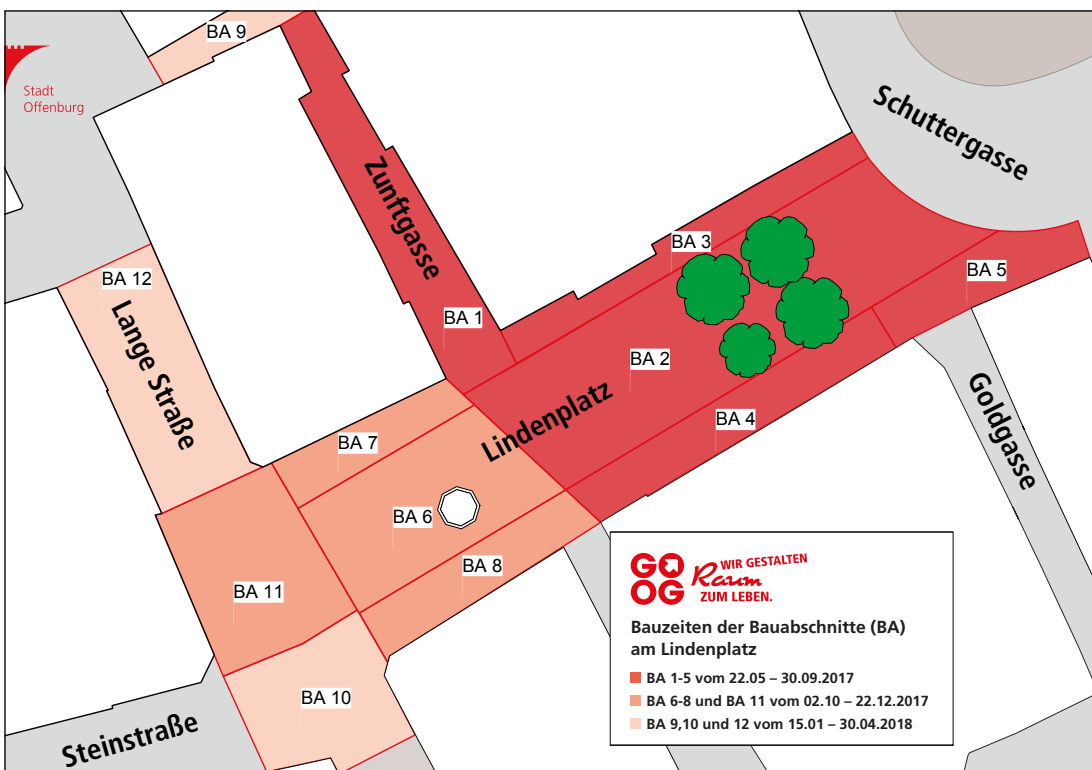 BA 9
Stadt
Offenburg
Schuttergasse
Zunftgasse
BA 3
BA 5
BA 12
BA 1
Lange Straße
BA 2
Goldgasse
Lindenplatz
BA 4
BA 7
BA 6
BA 8
BA 11
BA 10
Steinstraße
GO
OG
WIR GESTALTEN
Raum
ZUM LEBEN.
Bauzeiten der Bauabschnitte (BA)
am Lindenplatz
BA 1-5 vom 22.05 – 30.09.2017
BA 6-8 und BA 11 vom 02.10 – 22.12.2017
BA 9,10 und 12 vom 15.01 – 30.04.2018